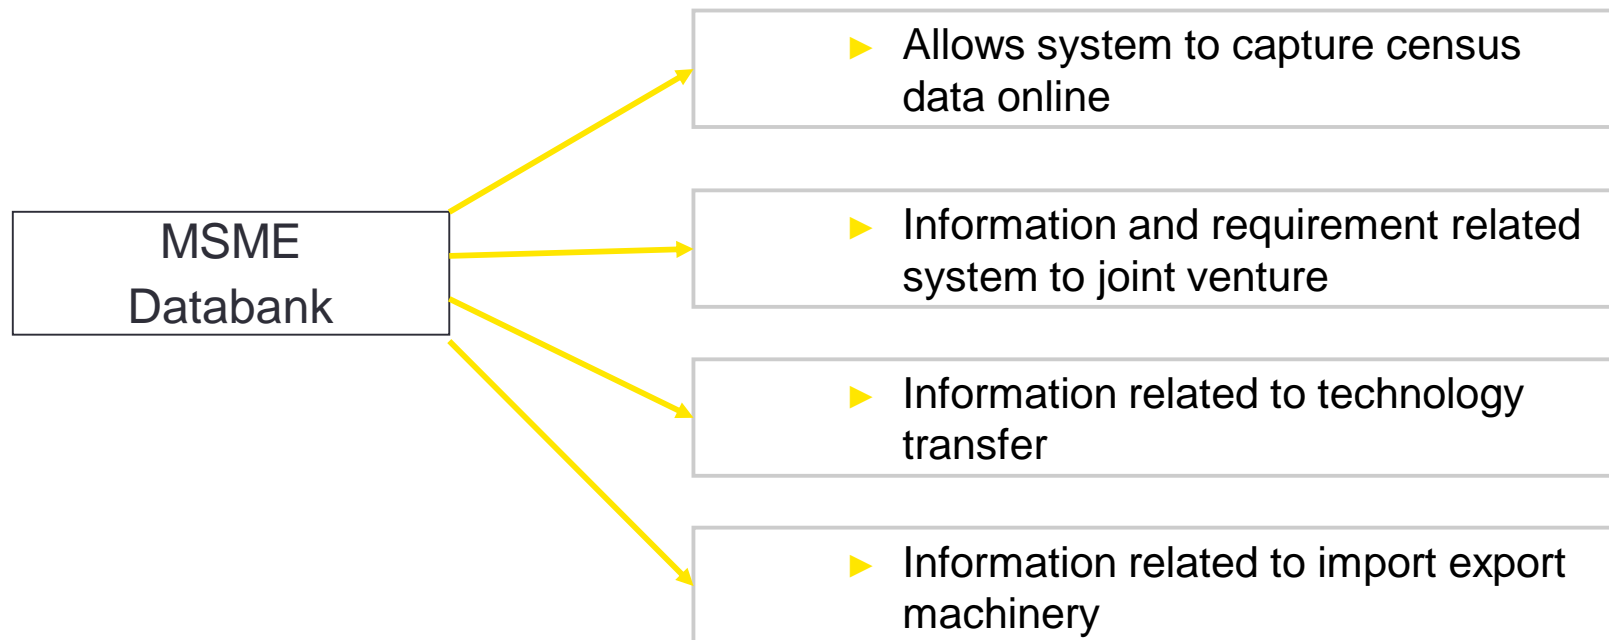 MSME
Databank
► Allows system to capture census
data online
► Information and requirement related
system to joint venture
► Information related to technology
transfer
► Information related to import export
machinery